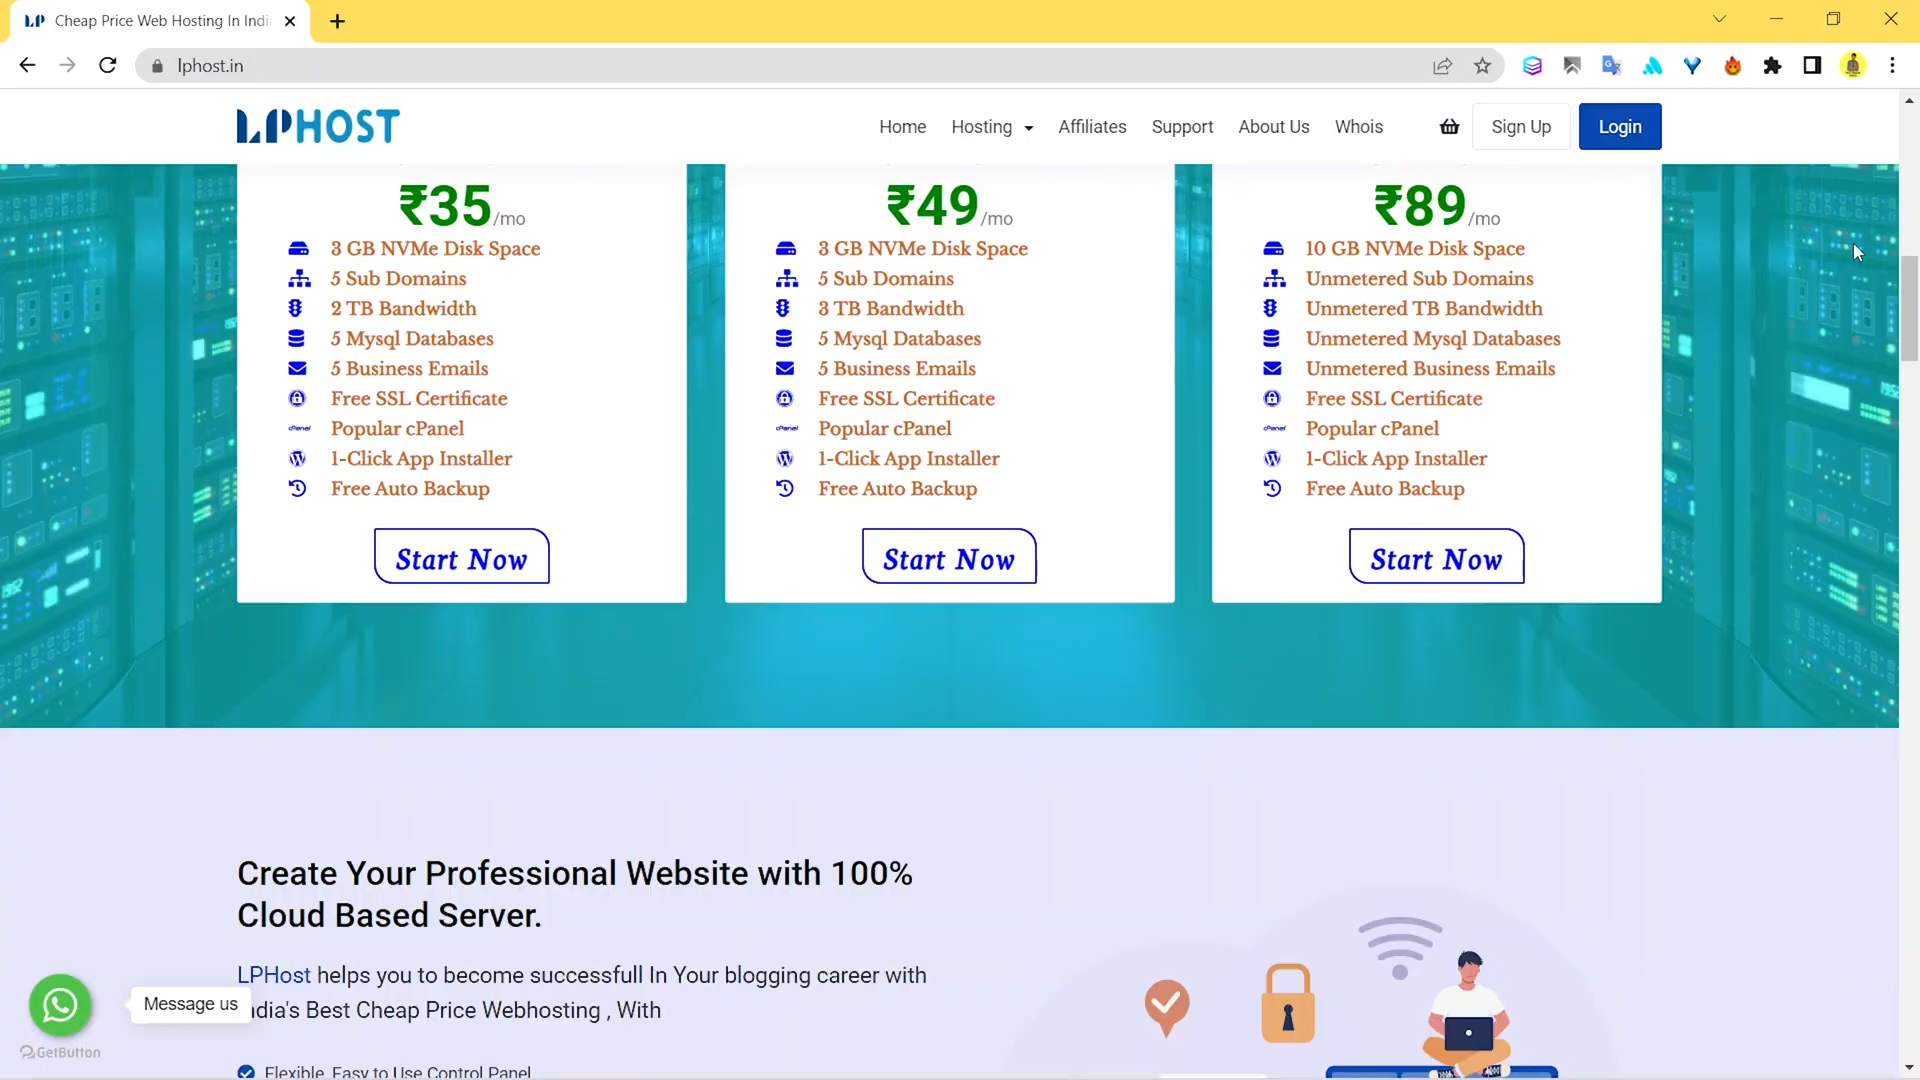 LP Cheap Price Web Hosting In Indi
lphost.in
LPHOST
Home Hosting Affiliates Support About Us Whois Sign Up Login
₹35/mo
3 GB NVMe Disk Space
5 Sub Domains
2 TB Bandwidth
5 Mysql Databases
5 Business Emails
Free SSL Certificate
cPanel Popular cPanel
1-Click App Installer
Free Auto Backup
Start Now
₹49/mo
3 GB NVMe Disk Space
5 Sub Domains
3 TB Bandwidth
5 Mysql Databases
5 Business Emails
Free SSL Certificate
cPanel Popular cPanel
1-Click App Installer
Free Auto Backup
Start Now
₹89/mo
10 GB NVMe Disk Space
Unmetered Sub Domains
Unmetered TB Bandwidth
Unmetered Mysql Databases
Unmetered Business Emails
Free SSL Certificate
cPanel Popular cPanel
1-Click App Installer
Free Auto Backup
Start Now
Create Your Professional Website with 100%
Cloud Based Server.
LPHost helps you to become successfull In Your blogging career with
ndia's Best Cheap Price Webhosting , With
Flexible, Easy to Use Control Panel
Message us
GetButton